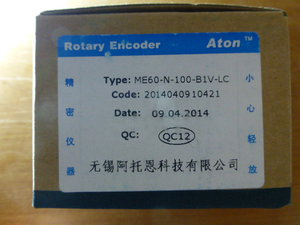 Rotary Encoder Aton™
精密仪器
Type: ME60-N-100-B1V-LC
Code: 2014040910421
Date: 09.04.2014
QC: QC12
小心轻放
无锡阿托恩科技有限公司